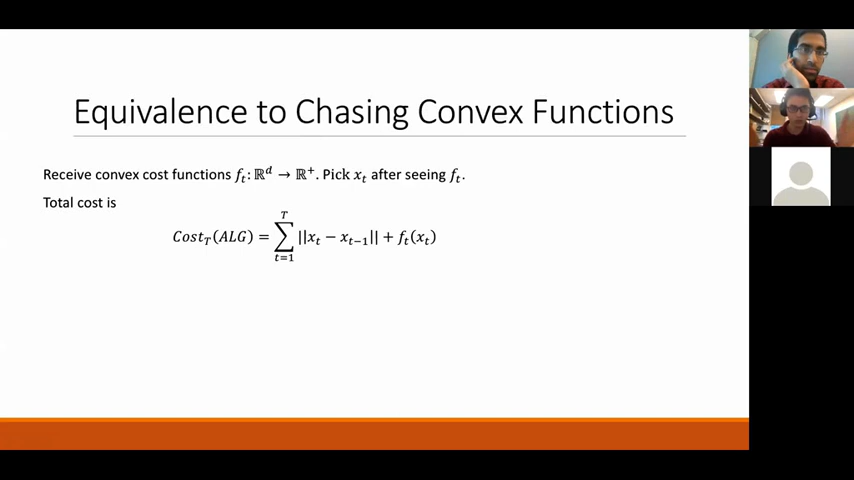 Equivalence to Chasing Convex Functions
Receive convex cost functions f_t: ℝ^d → ℝ^+. Pick x_t after seeing f_t.
Total cost is
Cost_T(ALG) = ∑_{t=1}^{T} ||x_t − x_{t−1}|| + f_t(x_t)